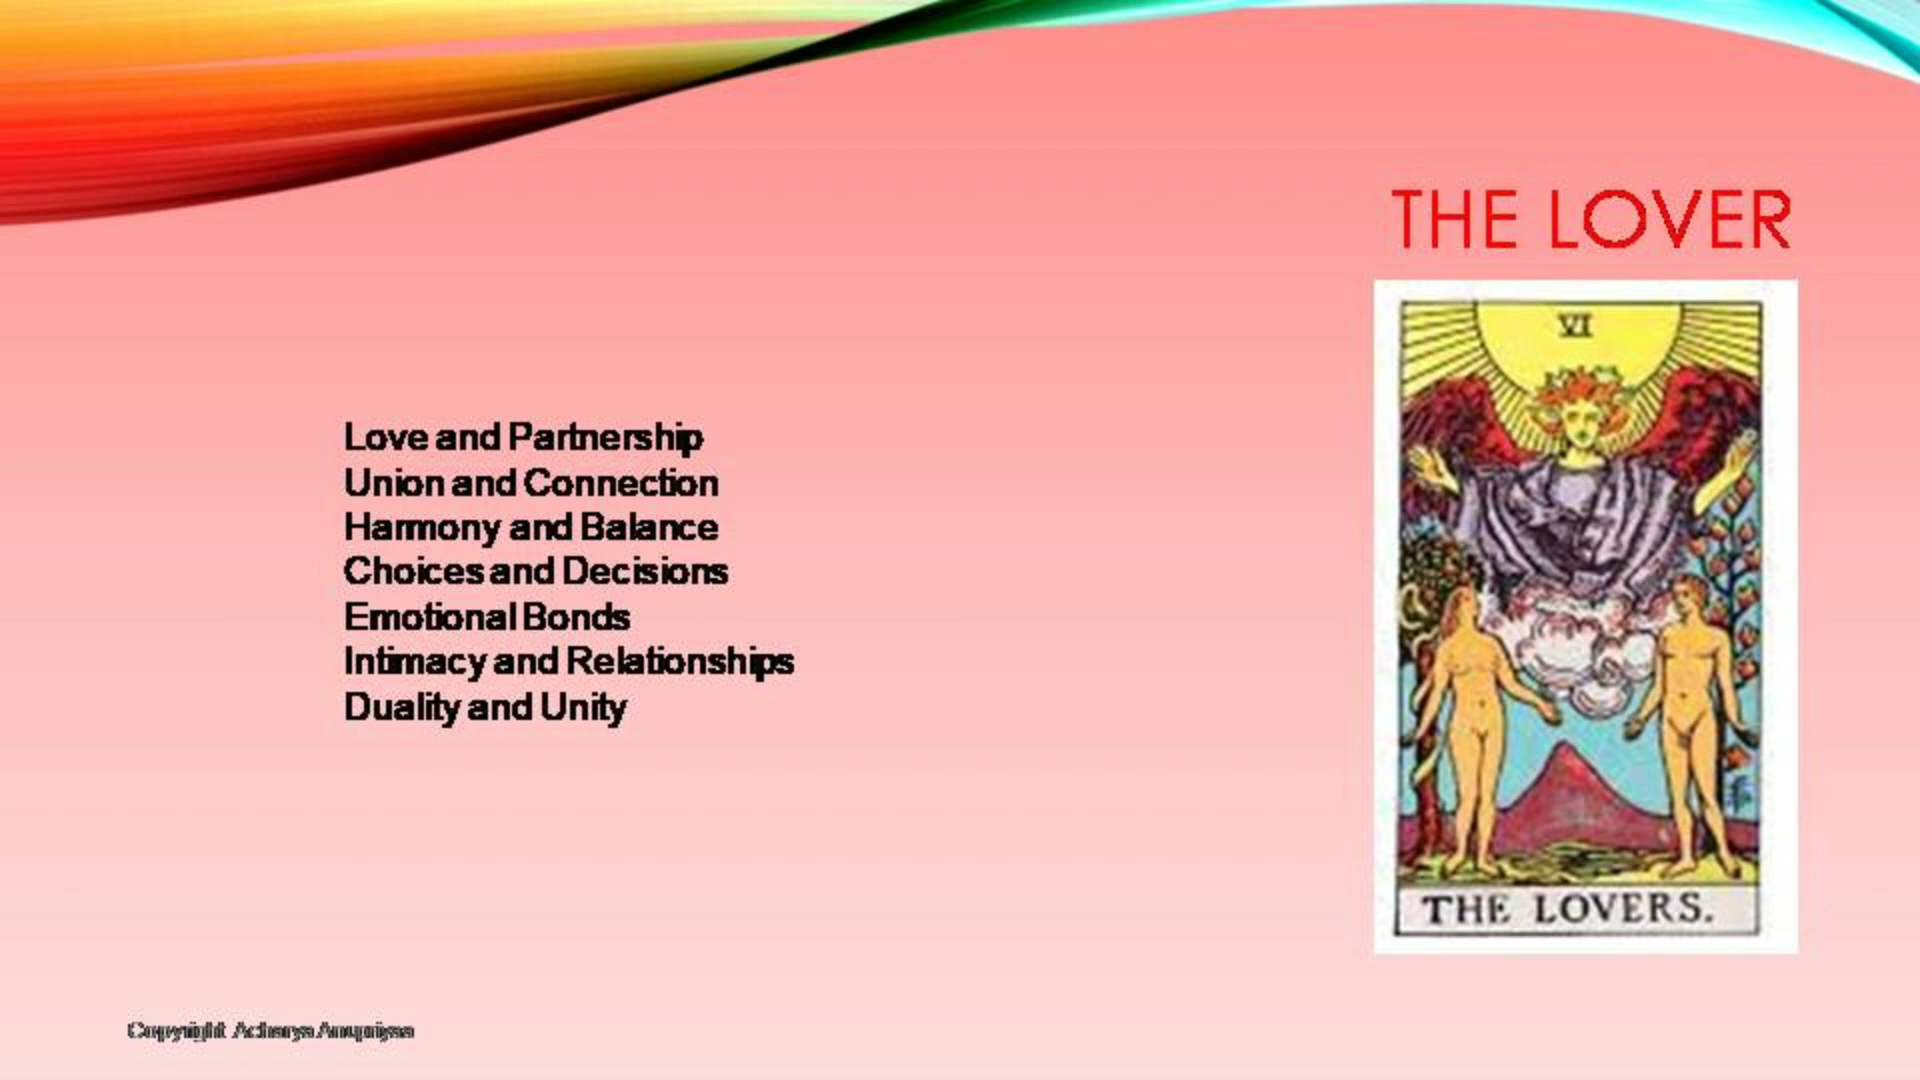 THE LOVER
VI
THE LOVERS.
Love and Partnership
Union and Connection
Harmony and Balance
Choices and Decisions
Emotional Bonds
Intimacy and Relationships
Duality and Unity
Copyright Acharya